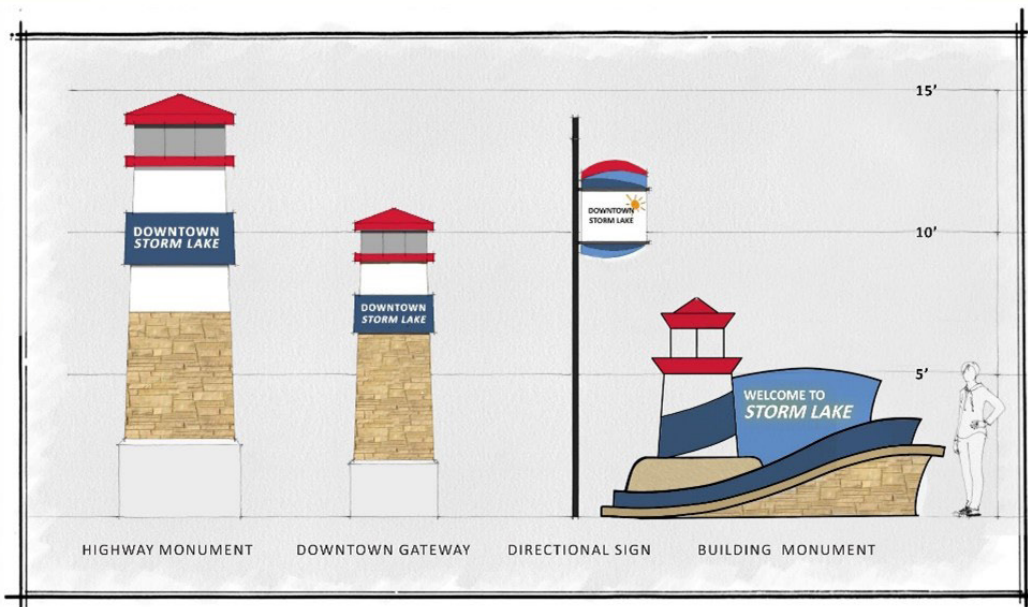 15'
DOWNTOWN
STORM LAKE
DOWNTOWN
STORM LAKE
10'
DOWNTOWN
STORM LAKE
5'
WELCOME TO
STORM LAKE
HIGHWAY MONUMENT
DOWNTOWN GATEWAY
DIRECTIONAL SIGN
BUILDING MONUMENT